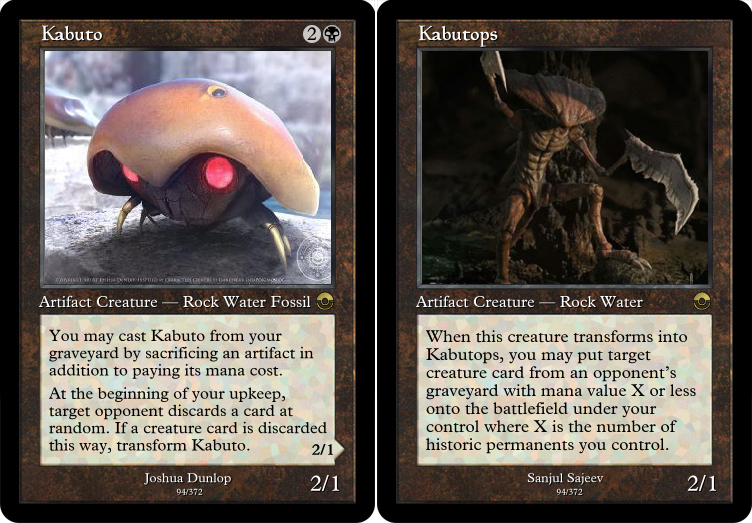 Kabuto 2
Artifact Creature — Rock Water Fossil
You may cast Kabuto from your
graveyard by sacrificing an artifact in
addition to paying its mana cost.
At the beginning of your upkeep,
target opponent discards a card at
random. If a creature card is discarded
this way, transform Kabuto.
2/1
Joshua Dunlop
94/372
2/1
Kabutops
Artifact Creature — Rock Water
When this creature transforms into
Kabutops, you may put target
creature card from an opponent's
graveyard with mana value X or less
onto the battlefield under your
control where X is the number of
historic permanents you control.
Sanjul Sajeev
94/372
2/1